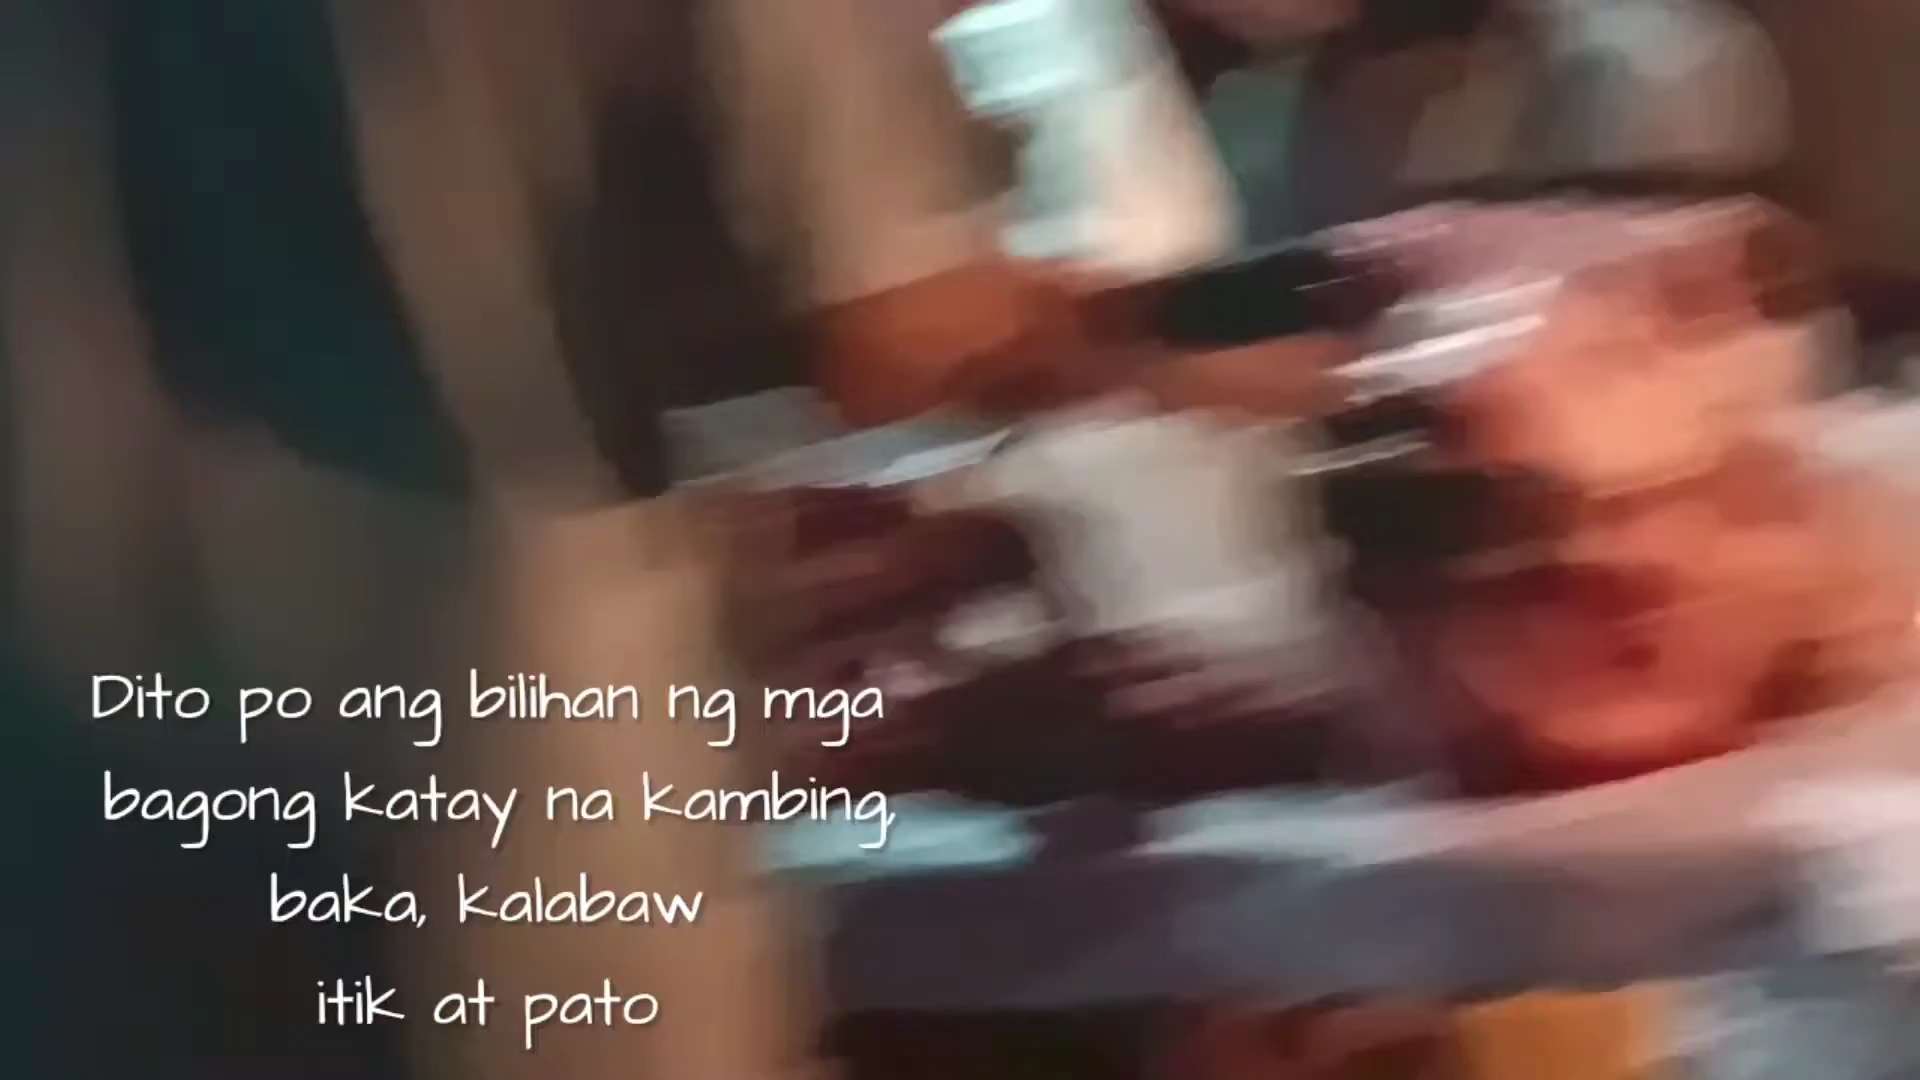 Dito po ang bilihan ng mga
bagong katay na kambing,
baka, kalabaw
itik at pato